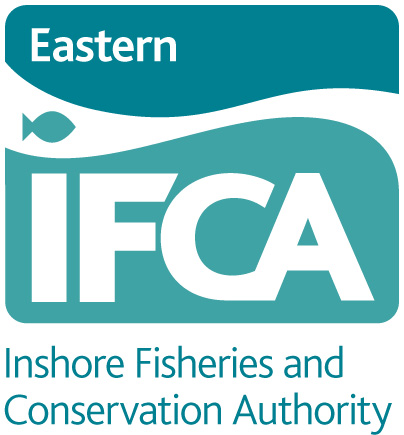 Eastern
IFCA
Inshore Fisheries and
Conservation Authority